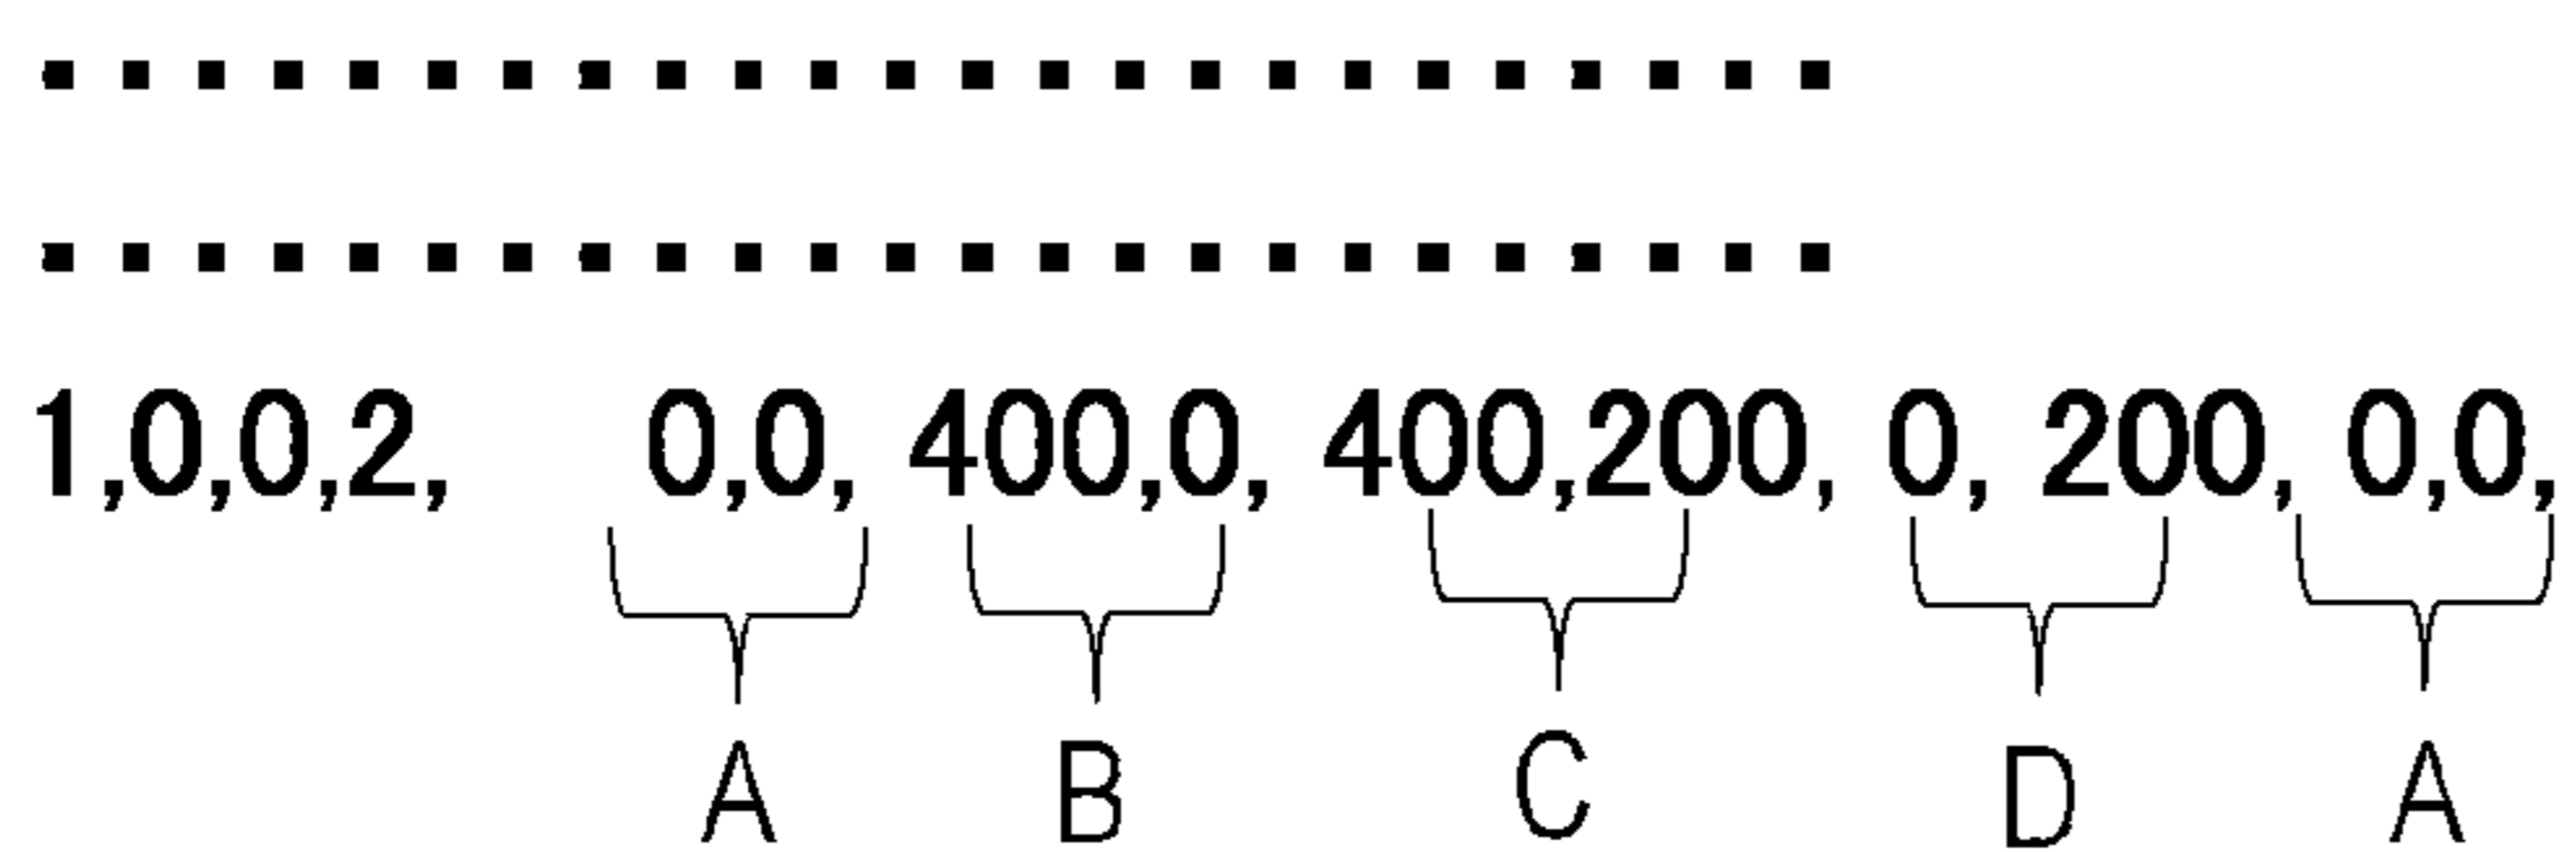 ■ ■ ■ ■ ■ ■ ■ ■ ■ ■ ■ ■ ■ ■ ■ ■ ■ ■ ■ ■ ■ ■ ■ ■
■ ■ ■ ■ ■ ■ ■ ■ ■ ■ ■ ■ ■ ■ ■ ■ ■ ■ ■ ■ ■ ■ ■ ■
1,0,0,2, 0,0, 400,0, 400,200, 0, 200, 0,0,
A B C D A